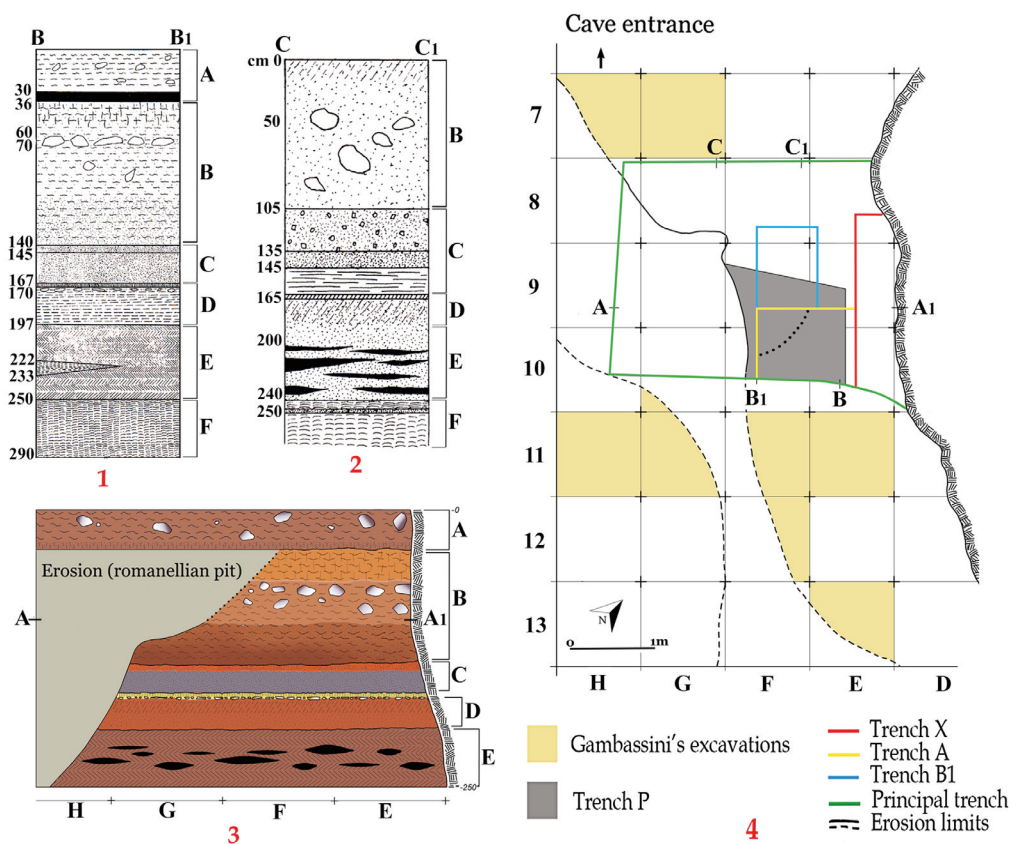 B B1
30
36
60
70
140
145
167
170
197
222
233
250
290
A
B
C
D
E
F
1
C C1
cm 0
50
105
135
145
165
200
240
250
B
C
D
E
F
2
-0
Erosion (romanellian pit)
A A1
-250
A
B
C
D
E
H G F E
3
Cave entrance
7
8
9
10
11
12
13
C C1
A A1
B1 B
N
0 1m
H G F E D
Gambassini's excavations
Trench P
Trench X
Trench A
Trench B1
Principal trench
Erosion limits
4